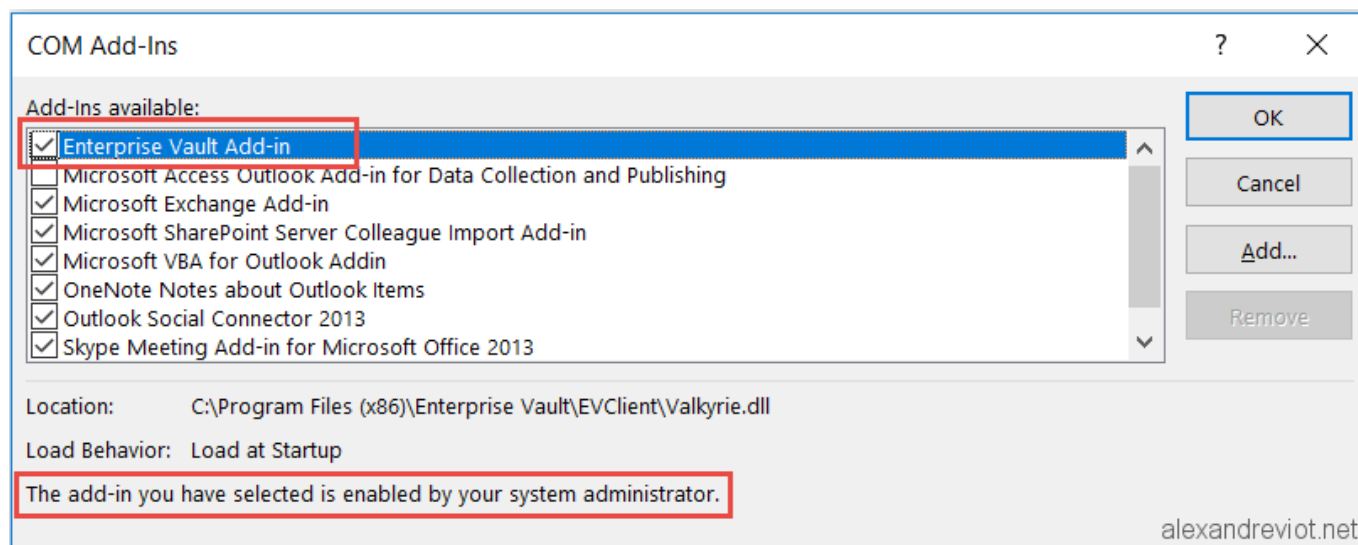 COM Add-Ins
?
Add-Ins available:
Enterprise Vault Add-in
Microsoft Access Outlook Add-in for Data Collection and Publishing
Microsoft Exchange Add-in
Microsoft SharePoint Server Colleague Import Add-in
Microsoft VBA for Outlook Addin
OneNote Notes about Outlook Items
Outlook Social Connector 2013
Skype Meeting Add-in for Microsoft Office 2013
OK
Cancel
Add...
Remove
Location: C:\Program Files (x86)\Enterprise Vault\EVClient\Valkyrie.dll
Load Behavior: Load at Startup
The add-in you have selected is enabled by your system administrator.
alexandreviot.net